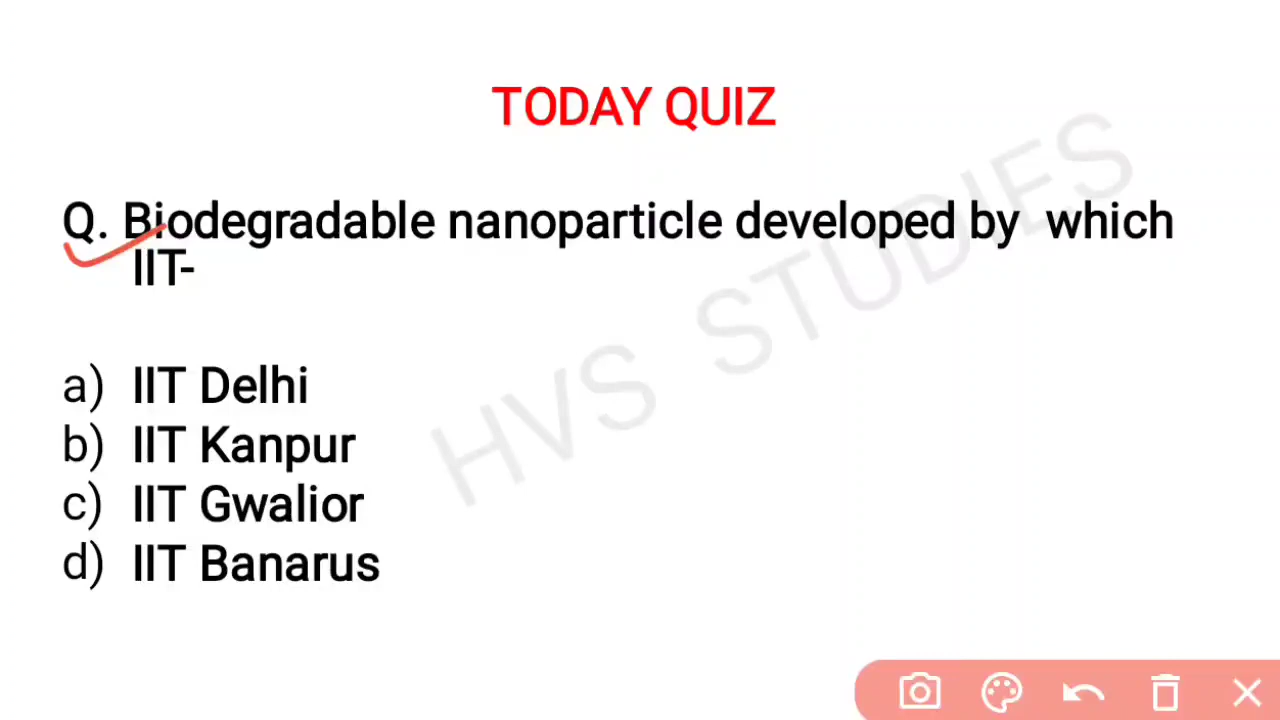 TODAY QUIZ
Q. Biodegradable nanoparticle developed by which
IIT-
a) IIT Delhi
b) IIT Kanpur
c) IIT Gwalior
d) IIT Banarus
HVS STUDIES